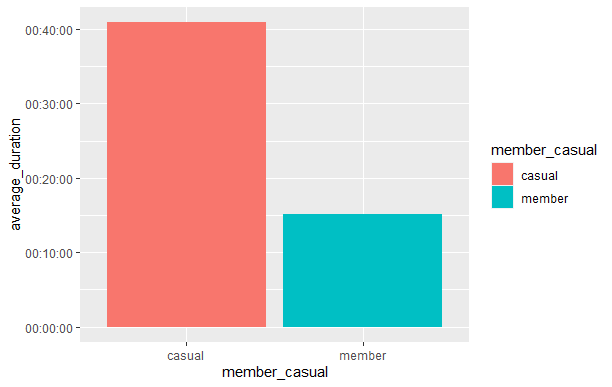 average_duration
00:40:00
00:30:00
00:20:00
00:10:00
00:00:00
casual member
member_casual
member_casual
casual
member